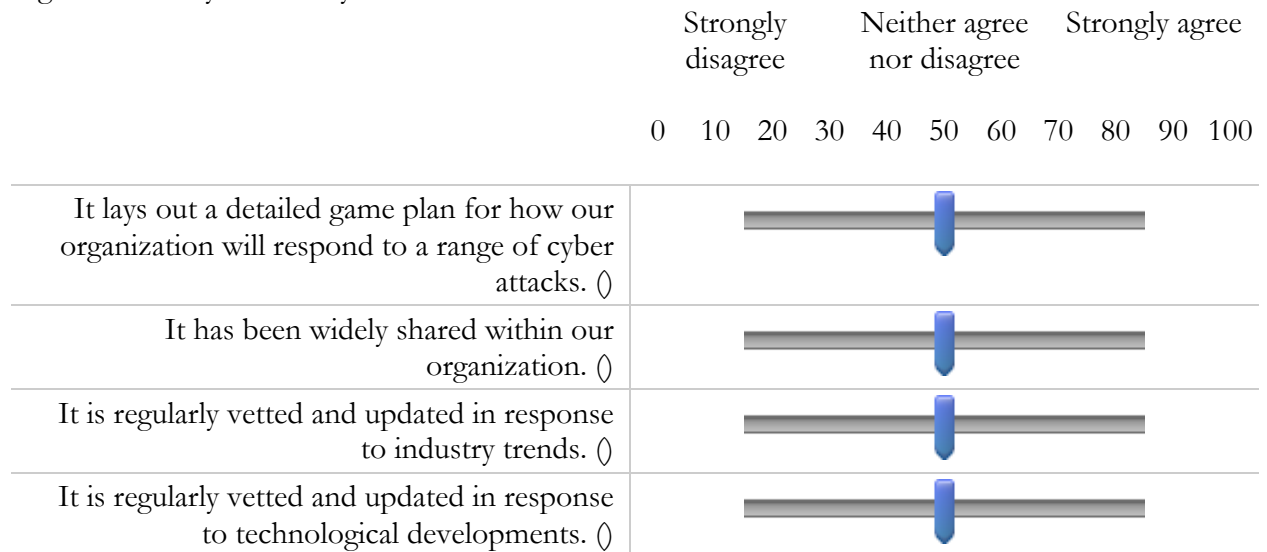 Strongly disagree
Neither agree nor disagree
Strongly agree
0 10 20 30 40 50 60 70 80 90 100
It lays out a detailed game plan for how our
organization will respond to a range of cyber
attacks. ()
It has been widely shared within our
organization. ()
It is regularly vetted and updated in response
to industry trends. ()
It is regularly vetted and updated in response
to technological developments. ()